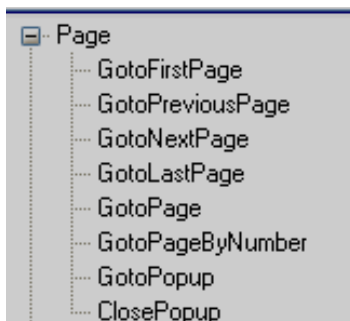 Page
GotoFirstPage
GotoPreviousPage
GotoNextPage
GotoLastPage
GotoPage
GotoPageByNumber
GotoPopup
ClosePopup